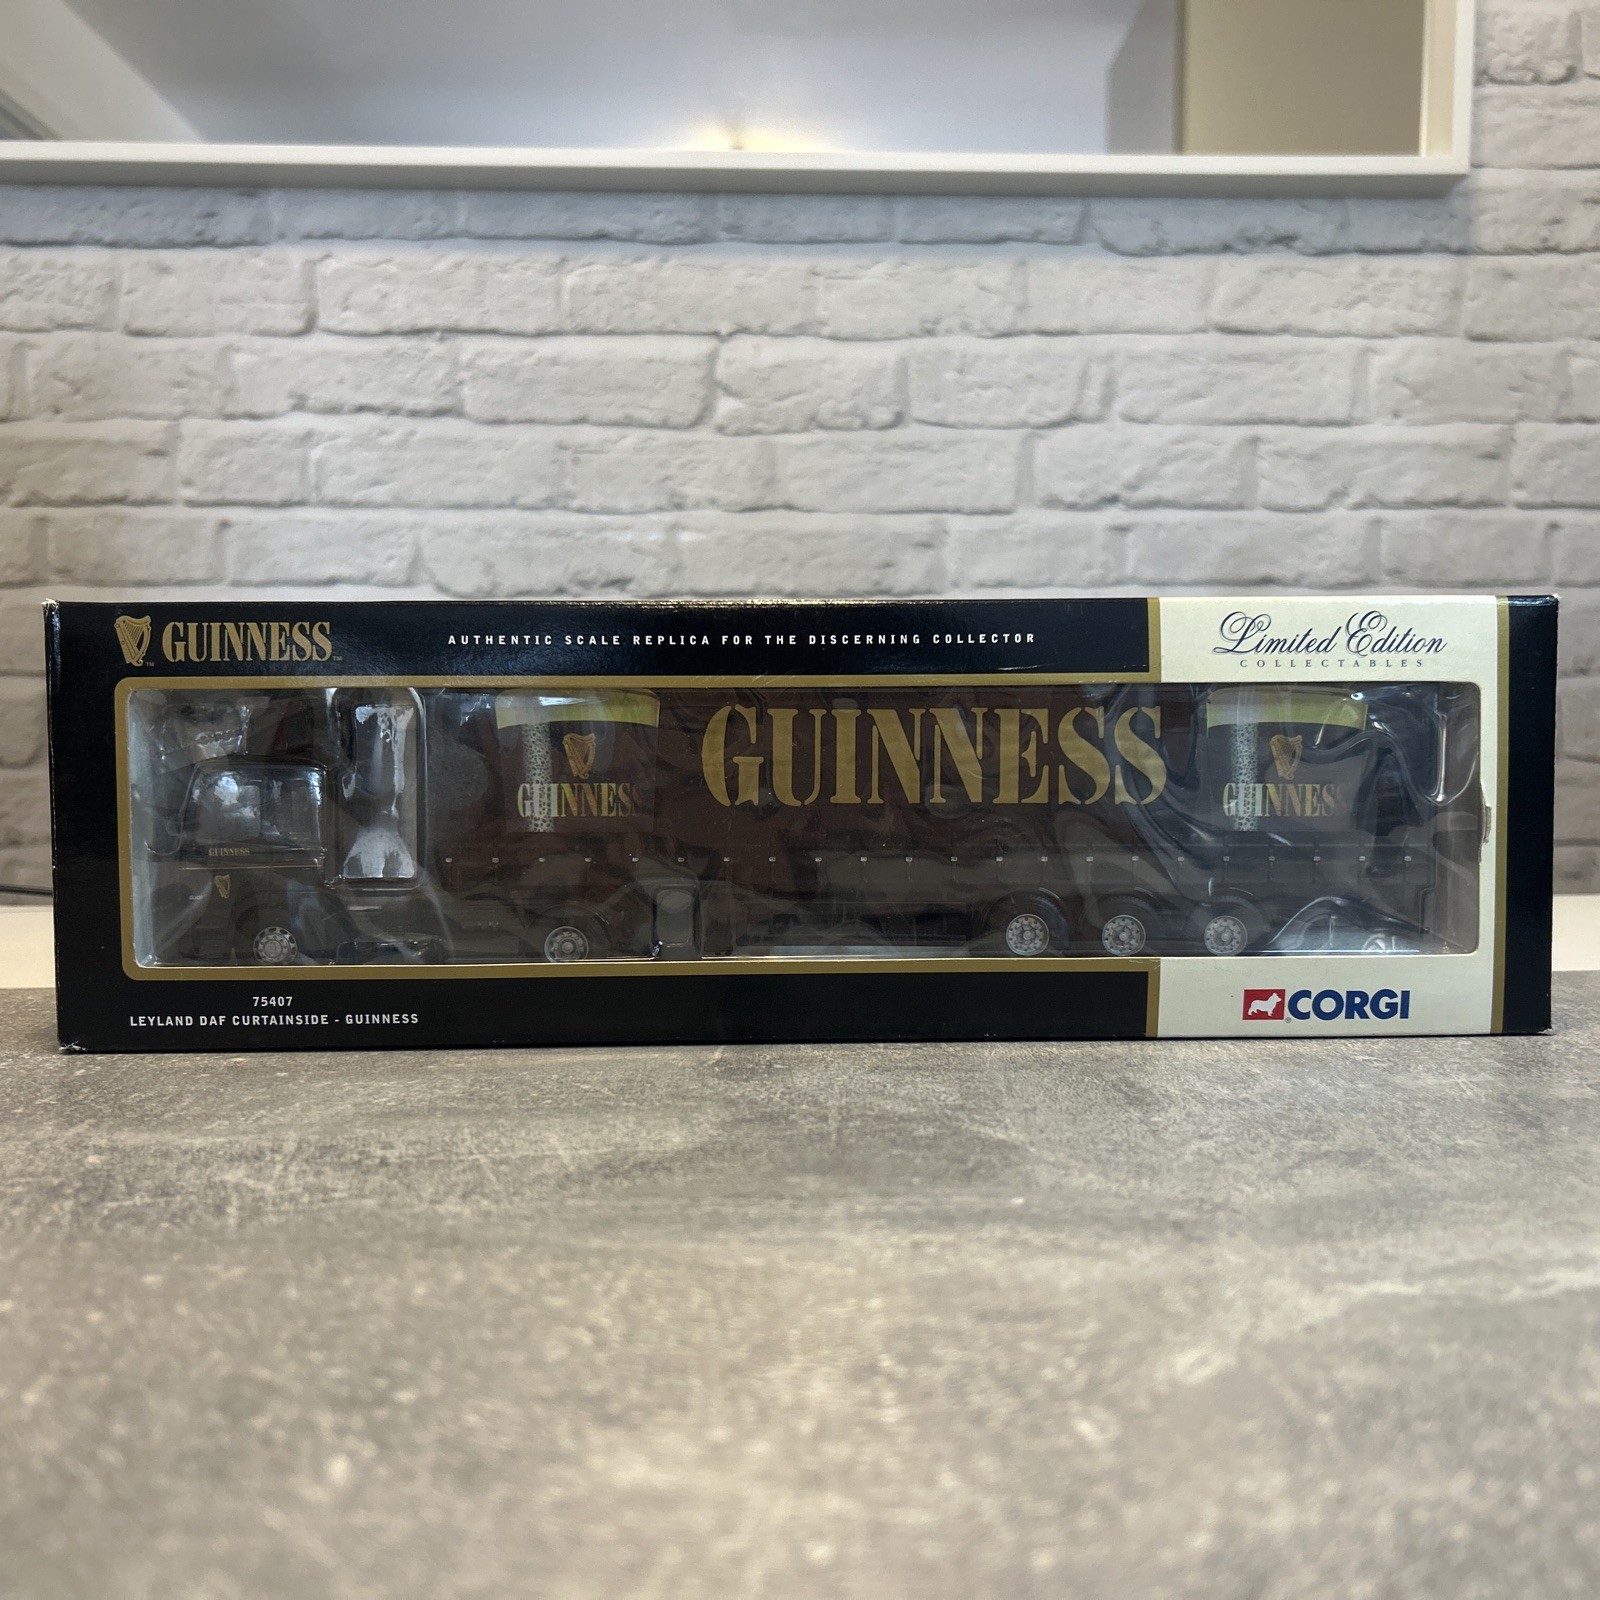 GUINNESS
AUTHENTIC SCALE REPLICA FOR THE DISCERNING COLLECTOR
Limited Edition
COLLECTABLES
GUINNESS
GUINNESS
GUINNESS
GUINNESS
75407
LEYLAND DAF CURTAINSIDE - GUINNESS
CORGI